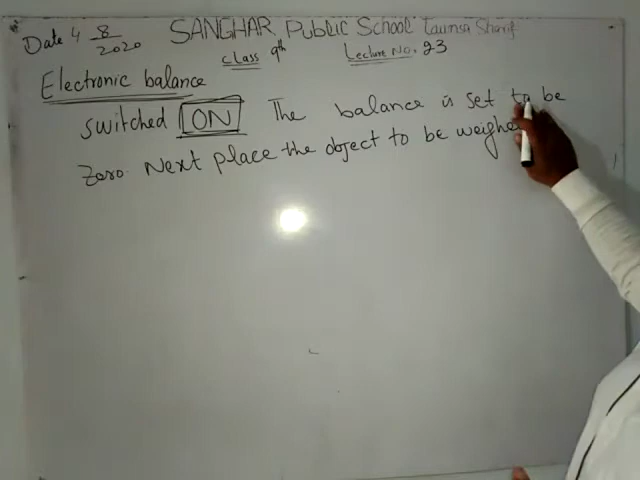 Date 4 8/2020 SANGHAR Public School Taunsa Sharif
Class 9th Lecture No. 23
Electronic balance
Switched ON The balance is set to be
Zero. Next place the object to be weighe